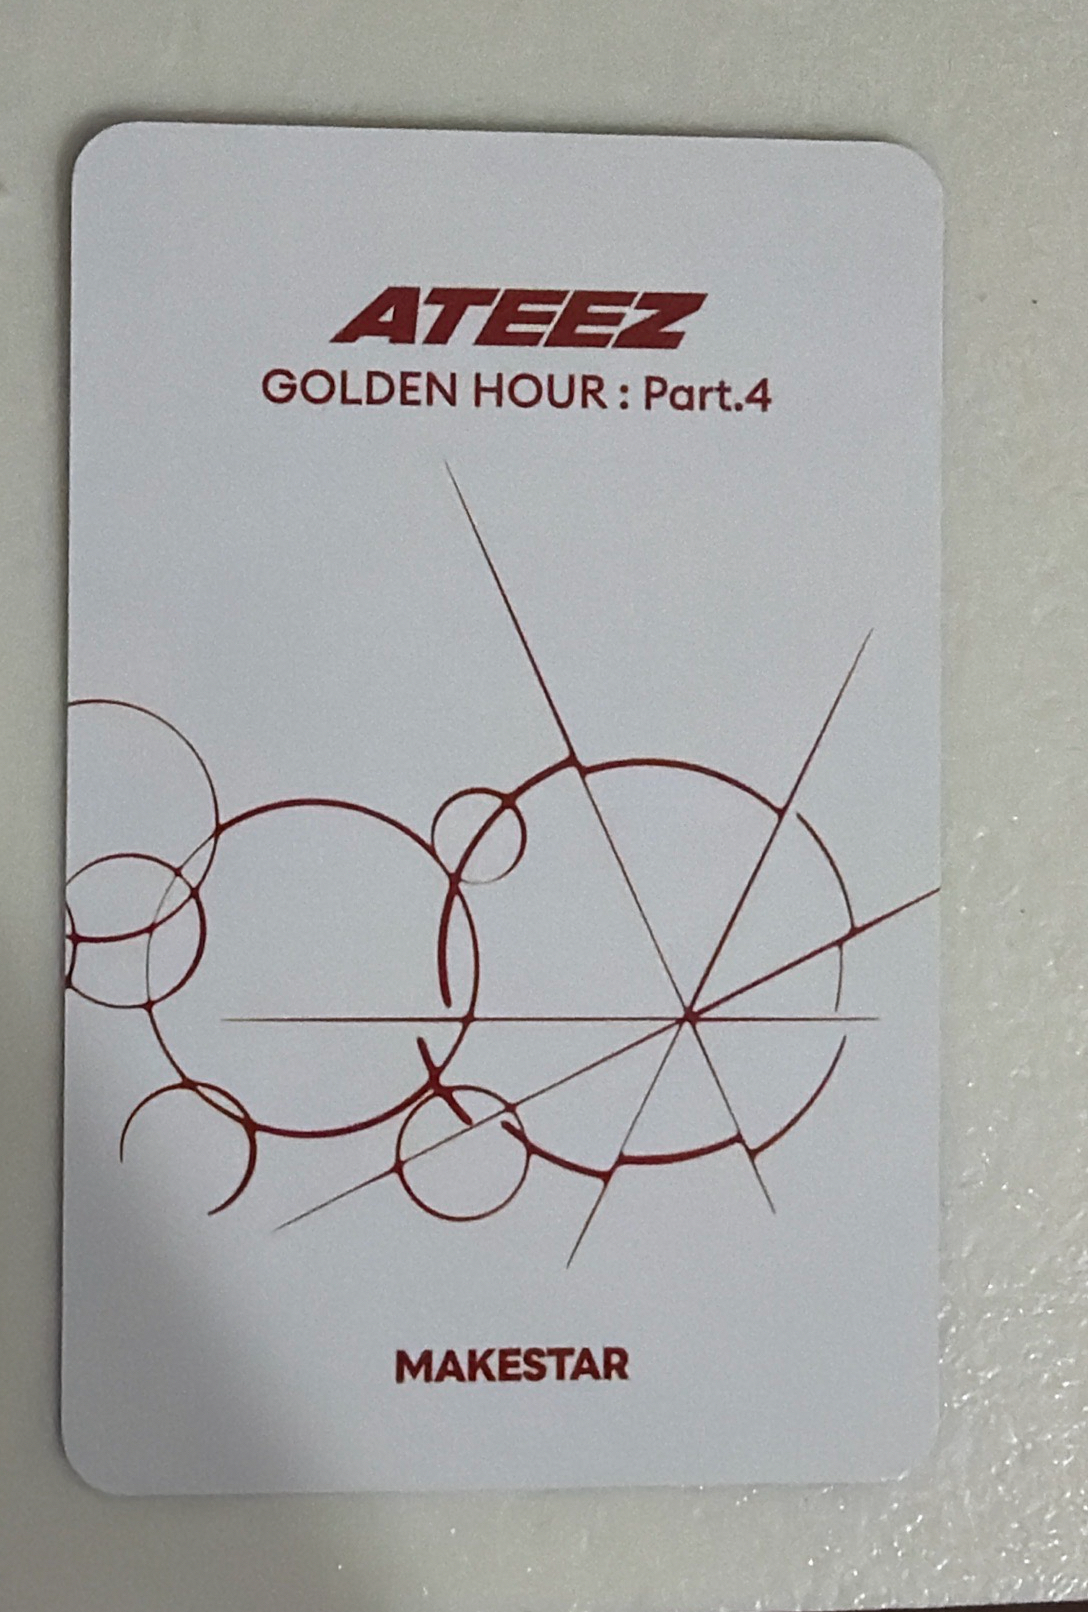 ATEEZ
GOLDEN HOUR : Part.4
MAKESTAR